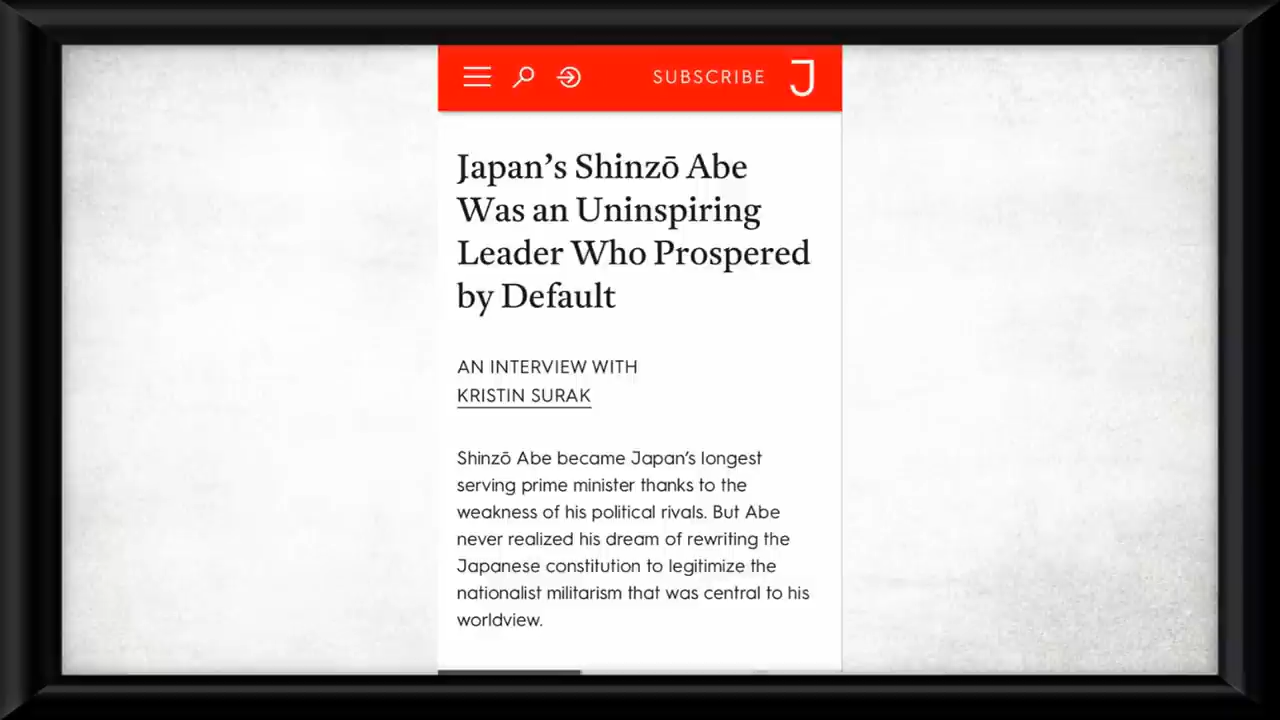 SUBSCRIBE J
Japan’s Shinzō Abe
Was an Uninspiring
Leader Who Prospered
by Default
AN INTERVIEW WITH
KRISTIN SURAK
Shinzō Abe became Japan’s longest
serving prime minister thanks to the
weakness of his political rivals. But Abe
never realized his dream of rewriting the
Japanese constitution to legitimize the
nationalist militarism that was central to his
worldview.